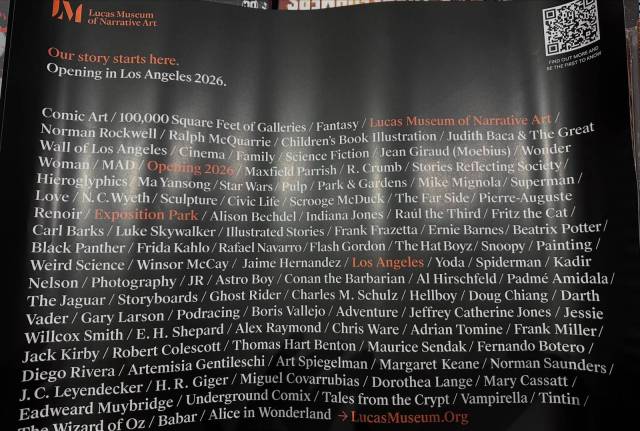 Lucas Museum
of Narrative Art
Our story starts here.
Opening in Los Angeles 2026.
FIND OUT MORE AND
BE THE FIRST TO KNOW
Comic Art / 100,000 Square Feet of Galleries / Fantasy / Lucas Museum of Narrative Art /
Norman Rockwell / Ralph McQuarrie / Children's Book Illustration / Judith Baca & The Great
Wall of Los Angeles / Cinema / Family / Science Fiction / Jean Giraud (Moebius) / Wonder
Woman / MAD / Opening 2026 / Maxfield Parrish / R. Crumb / Stories Reflecting Society /
Hieroglyphics / Ma Yansong / Star Wars / Pulp / Park & Gardens / Mike Mignola / Superman /
Love / N. C. Wyeth / Sculpture / Civic Life / Scrooge McDuck / The Far Side / Pierre-Auguste
Renoir / Exposition Park / Alison Bechdel / Indiana Jones / Raúl the Third / Fritz the Cat /
Carl Barks / Luke Skywalker / Illustrated Stories / Frank Frazetta / Ernie Barnes / Beatrix Potter /
Black Panther / Frida Kahlo / Rafael Navarro / Flash Gordon / The Hat Boyz / Snoopy / Painting /
Weird Science / Winsor McCay / Jaime Hernandez / Los Angeles / Yoda / Spiderman / Kadir
Nelson / Photography / JR / Astro Boy / Conan the Barbarian / Al Hirschfeld / Padmé Amidala /
The Jaguar / Storyboards / Ghost Rider / Charles M. Schulz / Hellboy / Doug Chiang / Darth
Vader / Gary Larson / Podracing / Boris Vallejo / Adventure / Jeffrey Catherine Jones / Jessie
Willcox Smith / E. H. Shepard / Alex Raymond / Chris Ware / Adrian Tomine / Frank Miller /
Jack Kirby / Robert Colescott / Thomas Hart Benton / Maurice Sendak / Fernando Botero /
Diego Rivera / Artemisia Gentileschi / Art Spiegelman / Margaret Keane / Norman Saunders /
J. C. Leyendecker / H. R. Giger / Miguel Covarrubias / Dorothea Lange / Mary Cassatt /
Eadweard Muybridge / Underground Comix / Tales from the Crypt / Vampirella / Tintin /
The Wizard of Oz / Babar / Alice in Wonderland → LucasMuseum.Org